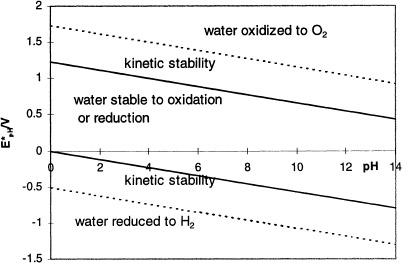 2
water oxidized to O₂
1.5
kinetic stability
1
water stable to oxidation
or reduction
0.5
E*pH/V
0
0 2 4 6 8 10 12 14
pH
kinetic stability
-0.5
water reduced to H₂
-1
-1.5